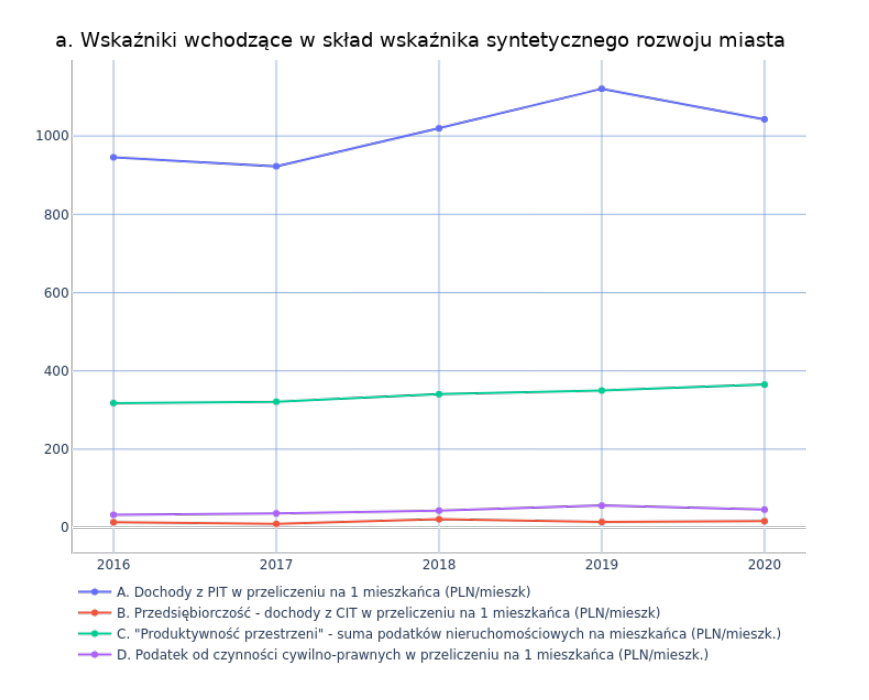 a. Wskaźniki wchodzące w skład wskaźnika syntetycznego rozwoju miasta
1000
800
600
400
200
0
2016 2017 2018 2019 2020
A. Dochody z PIT w przeliczeniu na 1 mieszkańca (PLN/mieszk)
B. Przedsiębiorczość - dochody z CIT w przeliczeniu na 1 mieszkańca (PLN/mieszk)
C. "Produktywność przestrzeni" - suma podatków nieruchomościowych na mieszkańca (PLN/mieszk.)
D. Podatek od czynności cywilno-prawnych w przeliczeniu na 1 mieszkańca (PLN/mieszk.)